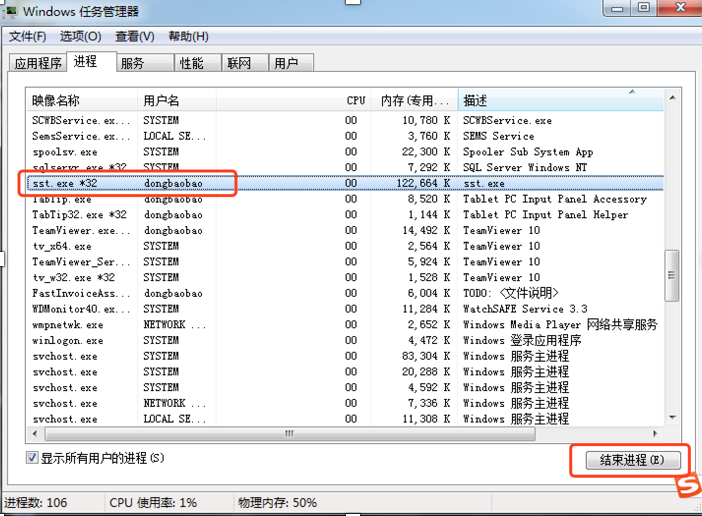 Windows 任务管理器
文件(F) 选项(O) 查看(V) 帮助(H)
应用程序 进程 服务 性能 联网 用户
映像名称 用户名 CPU 内存(专用... 描述
SCWBService.ex... SYSTEM 00 10,780 K SCWBService.exe
SemsService.ex... LOCAL SE... 00 3,760 K SEMS Service
spoolsv.exe SYSTEM 00 22,300 K Spooler Sub System App
sqlservr.exe *32 SYSTEM 00 7,292 K SQL Server Windows NT
sst.exe *32 dongbaobao 00 122,664 K sst.exe
TabTip.exe dongbaobao 00 8,520 K Tablet PC Input Panel Accessory
TabTip32.exe *32 dongbaobao 00 1,144 K Tablet PC Input Panel Helper
TeamViewer.exe... dongbaobao 00 14,492 K TeamViewer 10
tv_x64.exe SYSTEM 00 2,564 K TeamViewer 10
TeamViewer_Ser... SYSTEM 00 5,924 K TeamViewer 10
tv_w32.exe *32 SYSTEM 00 1,528 K TeamViewer 10
FastInvoiceAss... dongbaobao 00 6,004 K TODO: <文件说明>
WDMonitor40.ex... SYSTEM 00 11,284 K WatchSAFE Service 3.3
wmpnetwk.exe NETWORK ... 00 2,652 K Windows Media Player 网络共享服务
winlogon.exe SYSTEM 00 4,472 K Windows 登录应用程序
svchost.exe SYSTEM 00 83,304 K Windows 服务主进程
svchost.exe SYSTEM 00 20,288 K Windows 服务主进程
svchost.exe SYSTEM 00 4,592 K Windows 服务主进程
svchost.exe NETWORK ... 00 7,336 K Windows 服务主进程
svchost.exe LOCAL SE... 00 11,308 K Windows 服务主进程
显示所有用户的进程(S) 结束进程(E)
进程数: 106 CPU 使用率: 1% 物理内存: 50%